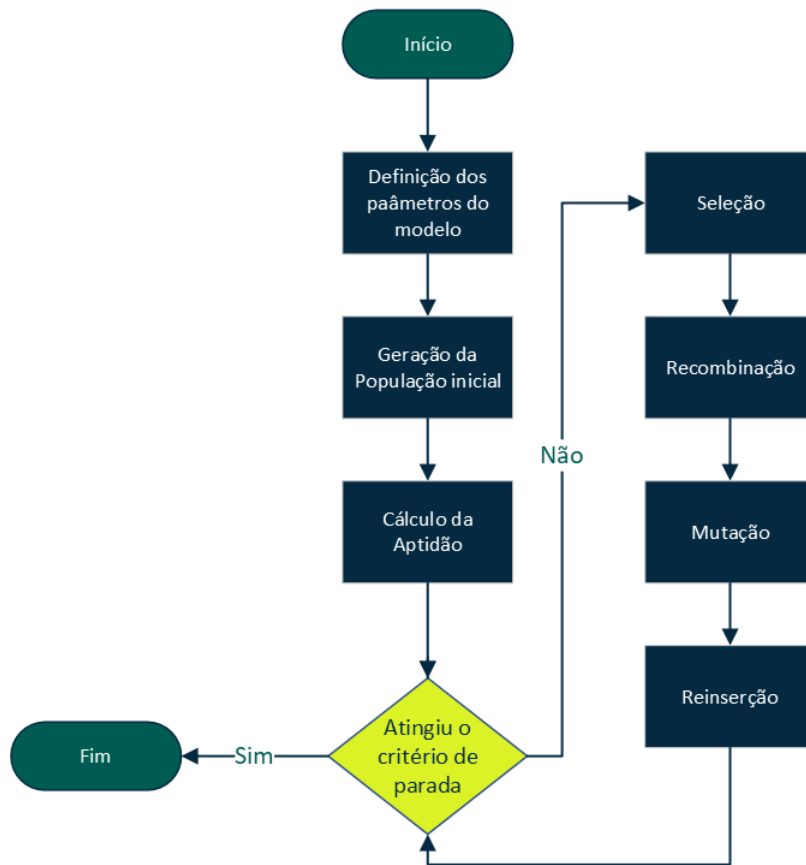 Início
Definição dos
paâmetros do
modelo
Geração da
População inicial
Cálculo da
Aptidão
Atingiu o
critério de
parada
Sim
Fim
Não
Seleção
Recombinação
Mutação
Reinserção